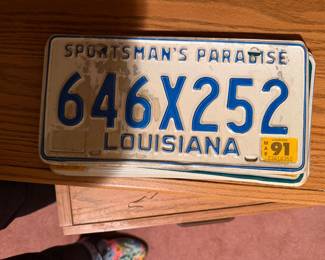 SPORTSMAN'S PARADISE
646X252
LOUISIANA
91